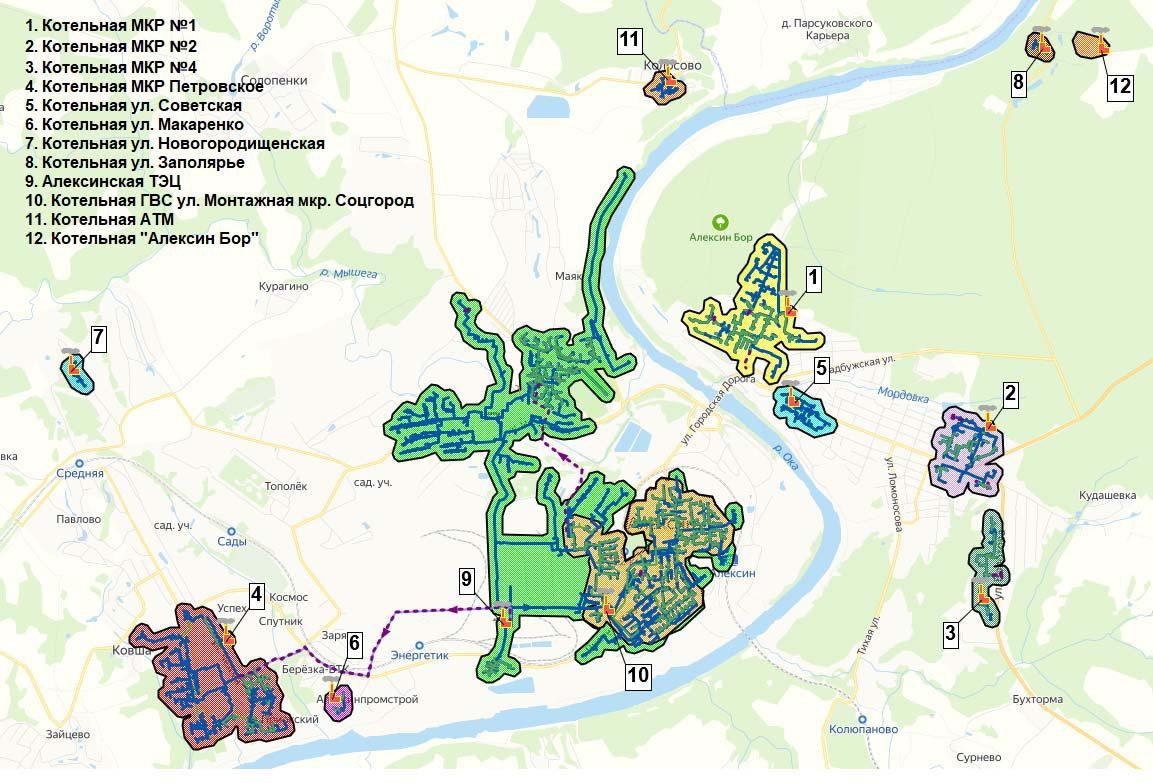 1. Котельная МКР №1
2. Котельная МКР №2
3. Котельная МКР №4
4. Котельная МКР Петровское
5. Котельная ул. Советская
6. Котельная ул. Макаренко
7. Котельная ул. Новогородищенская
8. Котельная ул. Заполярье
9. Алексинская ТЭЦ
10. Котельная ГВС ул. Монтажная мкр. Соцгород
11. Котельная АТМ
12. Котельная "Алексин Бор"
д. Парсуковского
Карьера
11
Колосово
8
12
Солопенки
Алексин Бор
р. Мышега
Курагино
Маяк
1
7
5
ул. Городская Дорога
Мордовка
2
р. Ока
ул. Ломоносова
Средняя
Тополёк
сад. уч.
Кудашевка
Павлово
сад. уч.
Сады
9
4
Космос
Успех
Спутник
3
Тихая ул.
6
Энергетик
10
Бухторма
Колюпаново
Зайцево
Сурнево